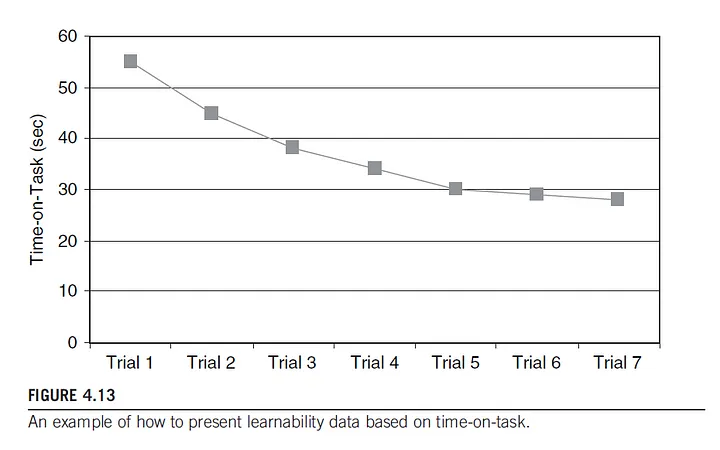 60
50
40
30
20
10
0
Time-on-Task (sec)
Trial 1 Trial 2 Trial 3 Trial 4 Trial 5 Trial 6 Trial 7
FIGURE 4.13
An example of how to present learnability data based on time-on-task.